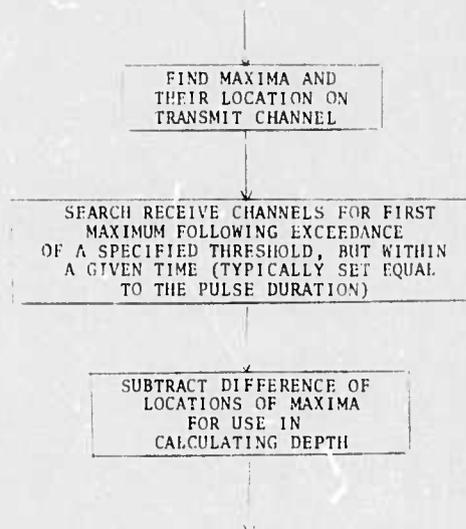 FIND MAXIMA AND
THEIR LOCATION ON
TRANSMIT CHANNEL
SEARCH RECEIVE CHANNELS FOR FIRST
MAXIMUM FOLLOWING EXCEEDANCE
OF A SPECIFIED THRESHOLD, BUT WITHIN
A GIVEN TIME (TYPICALLY SET EQUAL
TO THE PULSE DURATION)
SUBTRACT DIFFERENCE OF
LOCATIONS OF MAXIMA
FOR USE IN
CALCULATING DEPTH